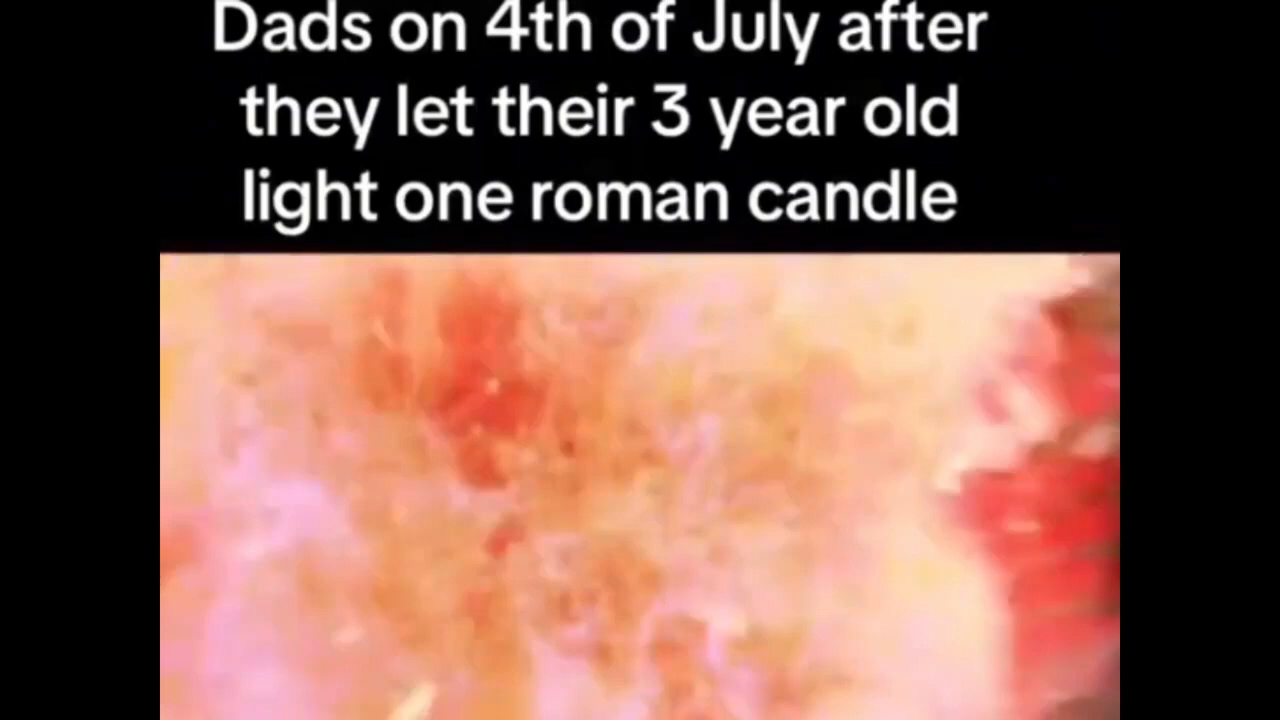 Dads on 4th of July after
they let their 3 year old
light one roman candle